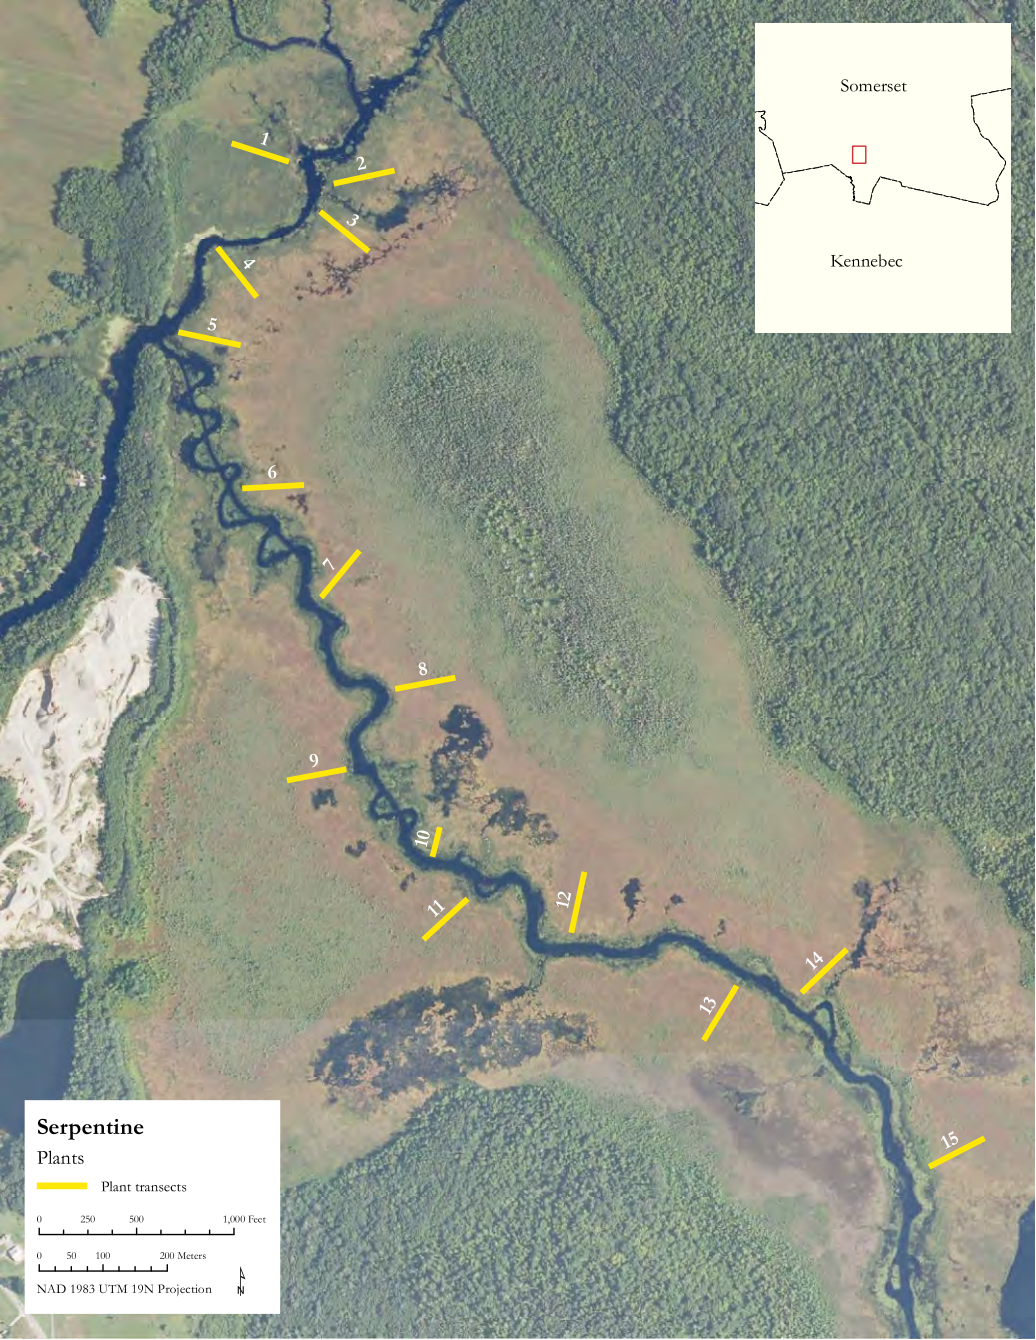 Somerset
Kennebec
1
2
3
4
5
6
7
8
9
10
11
12
13
14
15
Serpentine
Plants
Plant transects
0 250 500 1,000 Feet
0 50 100 200 Meters
NAD 1983 UTM 19N Projection
N